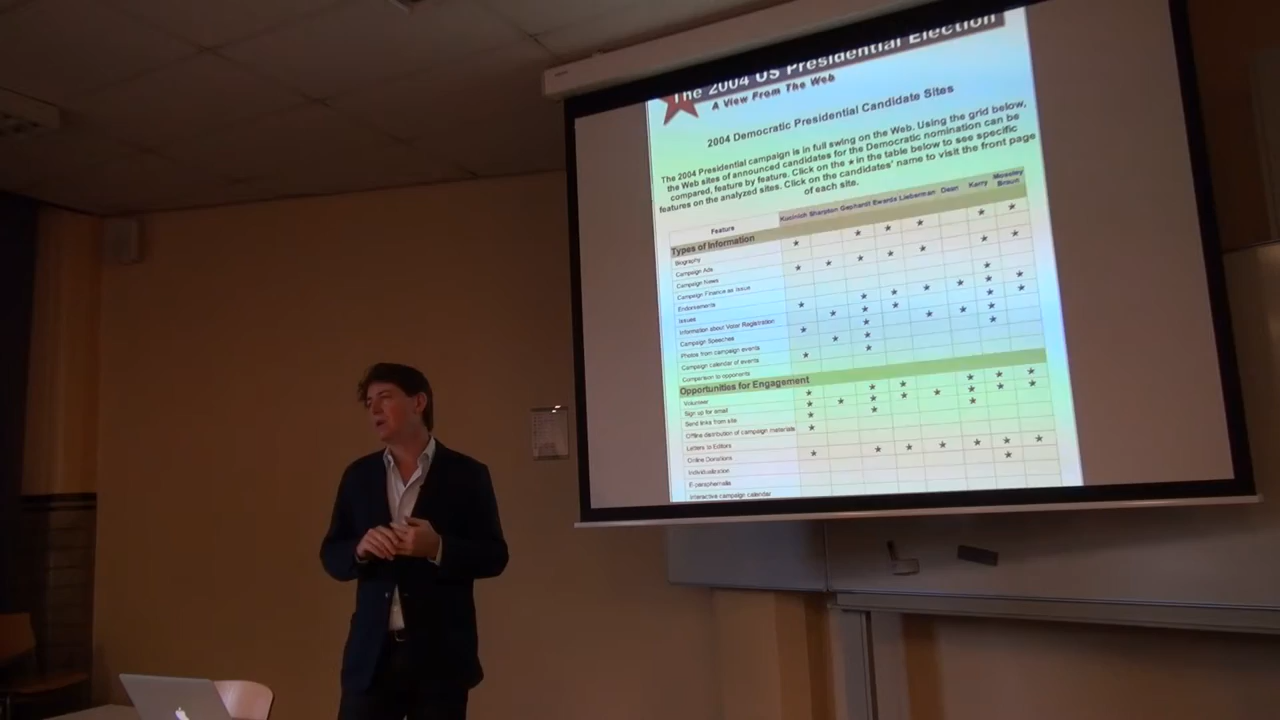 The 2004 US Presidential Election
A View From The Web
2004 Democratic Presidential Candidate Sites
The 2004 Presidential campaign is in full swing on the Web. Using the grid below,
the Web sites of announced candidates for the Democratic nomination can be
compared, feature by feature. Click on the ★ in the table below to see specific
features on the analyzed sites. Click on the candidates' name to visit the front page
of each site.
Feature Kucinich Sharpton Gephardt Ewards Lieberman Dean Kerry Moseley Braun
Types of Information
Biography
Campaign Ads
Campaign News
Campaign Finance as Issue
Endorsements
Issues
Information about Voter Registration
Campaign Speeches
Photos from campaign events
Campaign calendar of events
Comparison to opponents
Opportunities for Engagement
Volunteer
Sign up for email
Send links from site
Offline distribution of campaign materials
Letters to Editors
Online Donations
Individualization
E-paraphernalia
Interactive campaign calendar